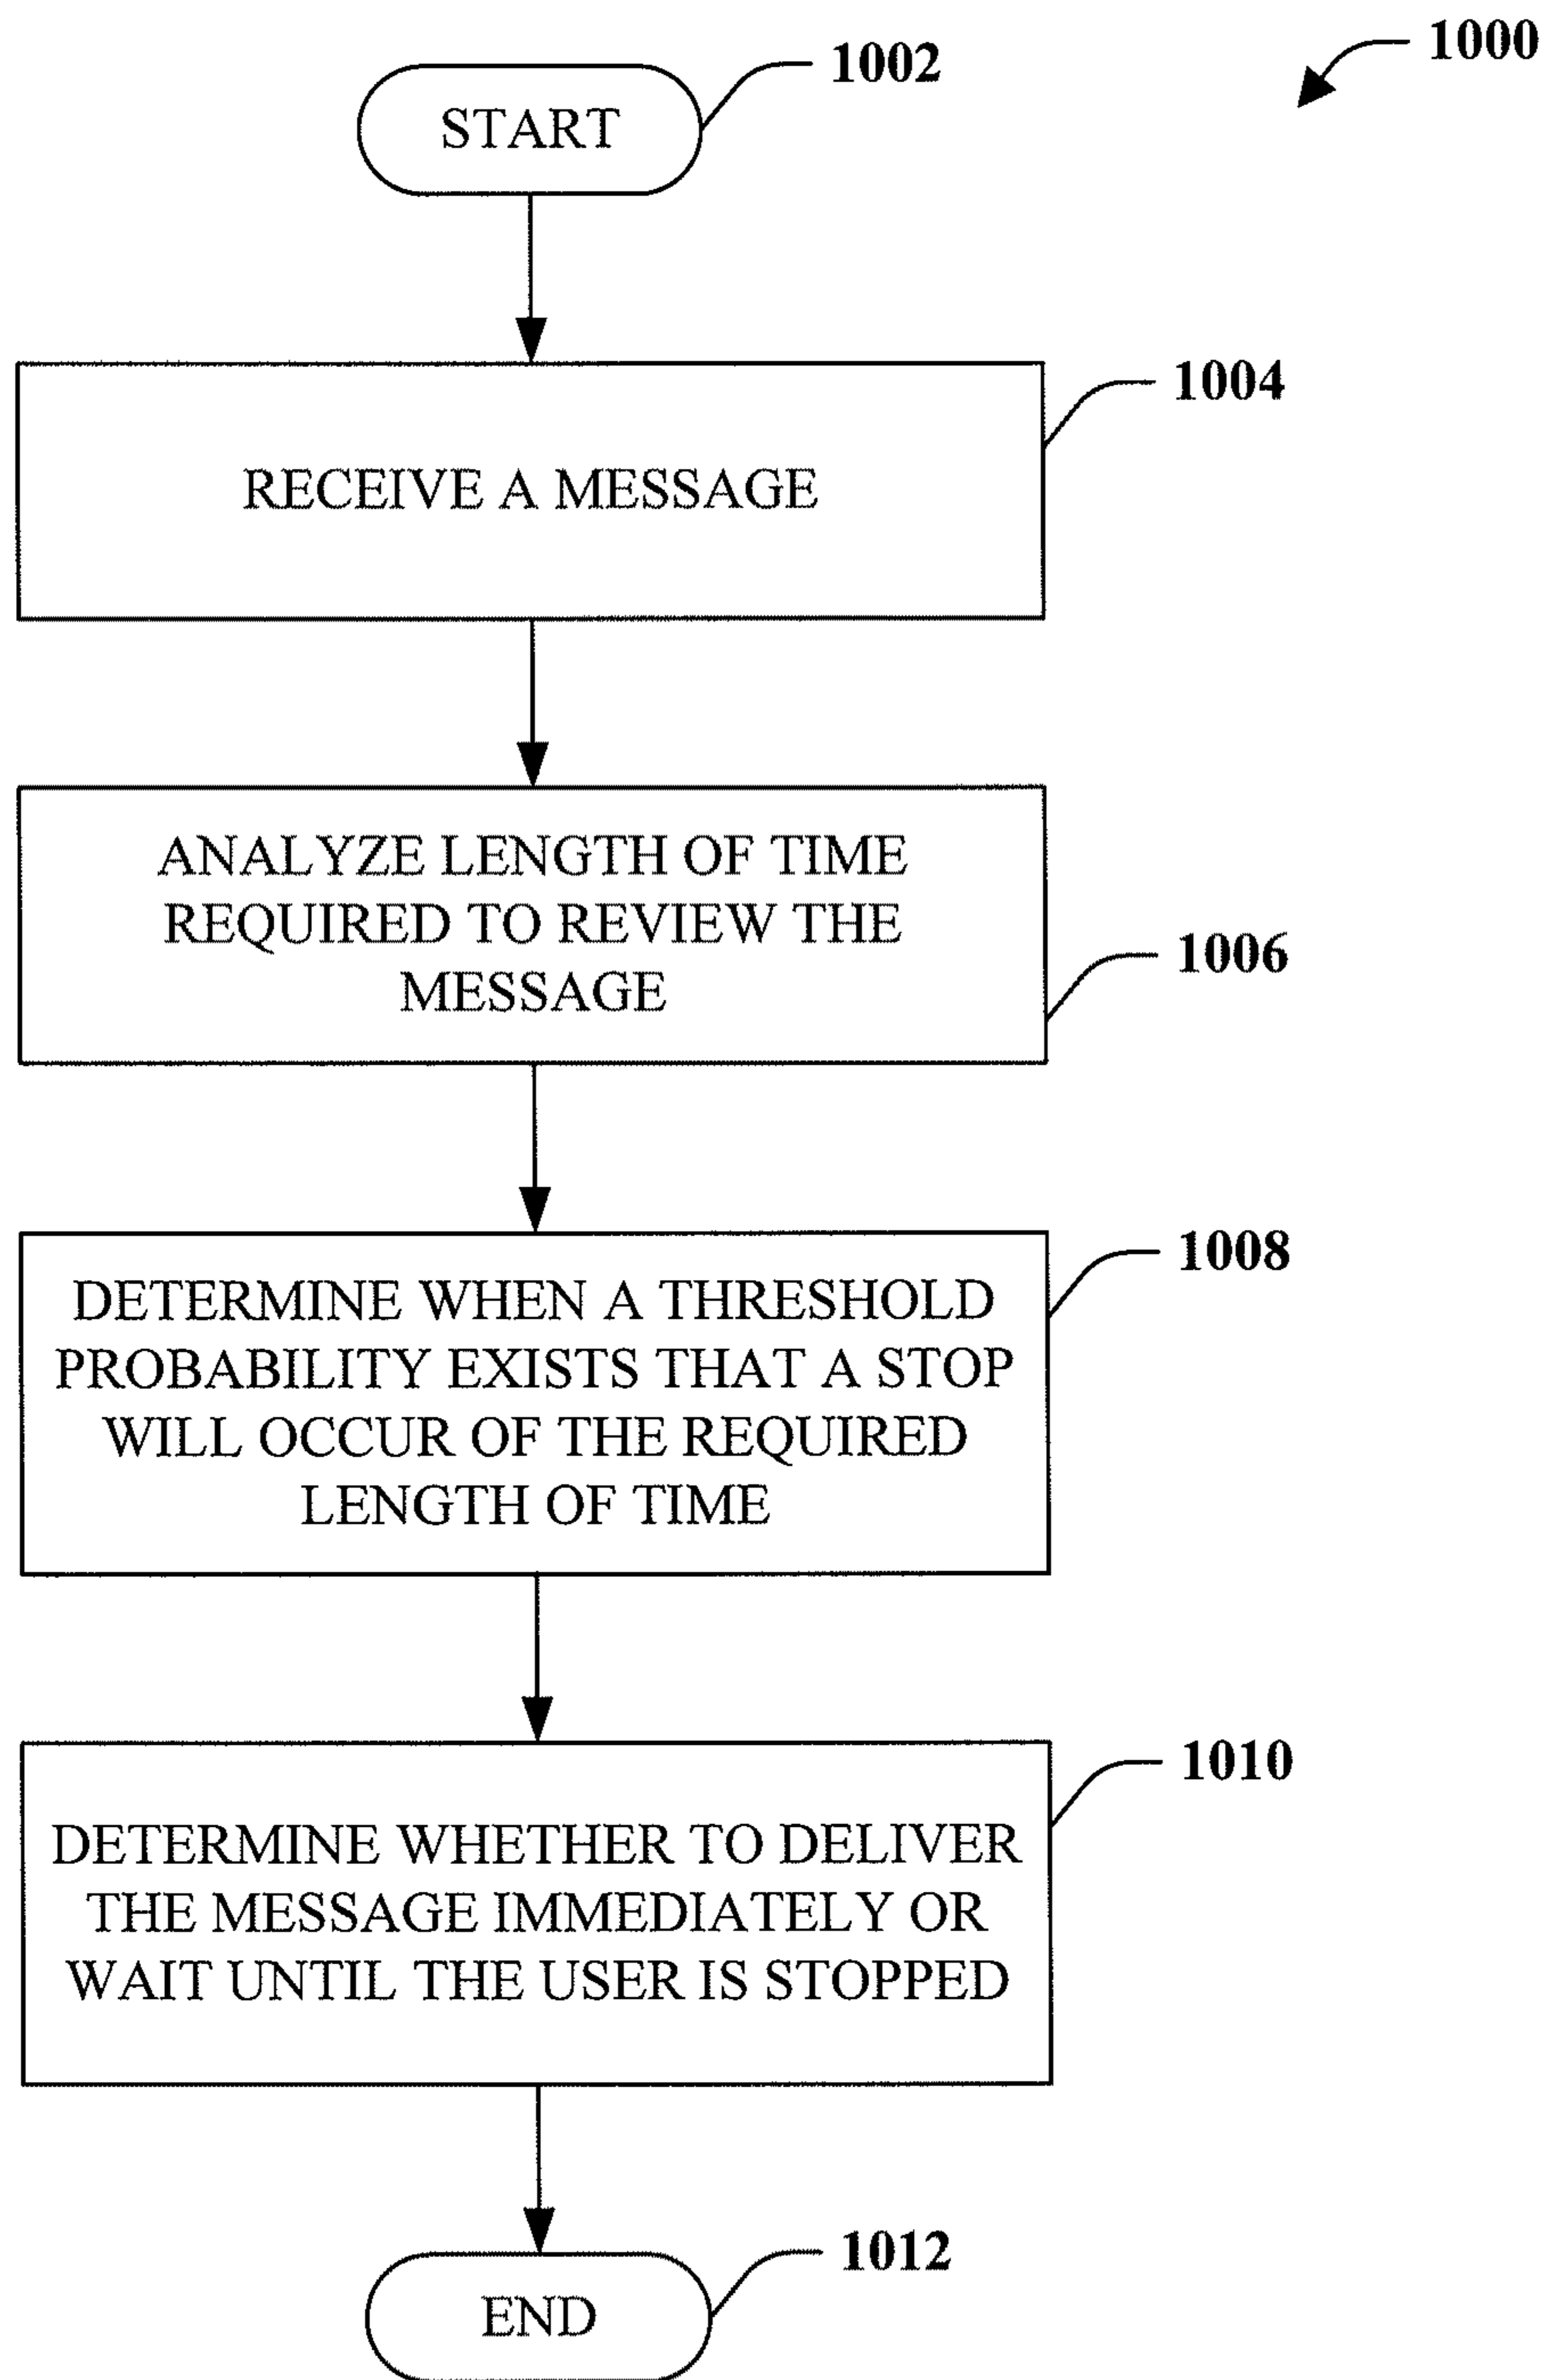 1000
1002
START
1004
RECEIVE A MESSAGE
ANALYZE LENGTH OF TIME
REQUIRED TO REVIEW THE
MESSAGE
1006
1008
DETERMINE WHEN A THRESHOLD
PROBABILITY EXISTS THAT A STOP
WILL OCCUR OF THE REQUIRED
LENGTH OF TIME
1010
DETERMINE WHETHER TO DELIVER
THE MESSAGE IMMEDIATELY OR
WAIT UNTIL THE USER IS STOPPED
1012
END